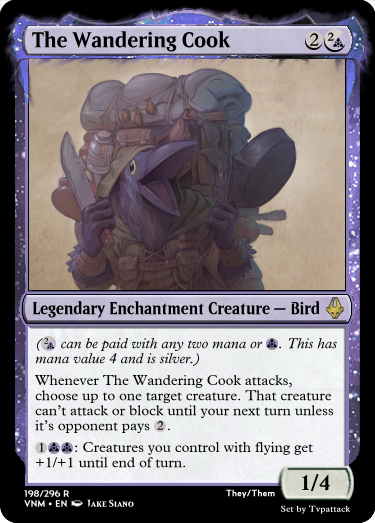 The Wandering Cook 2 2
Legendary Enchantment Creature — Bird
(2 can be paid with any two mana or . This has
mana value 4 and is silver.)
Whenever The Wandering Cook attacks,
choose up to one target creature. That creature
can't attack or block until your next turn unless
it's opponent pays 2.
1: Creatures you control with flying get
+1/+1 until end of turn.
1/4
198/296 R They/Them
VNM • EN Jake Siano Set by Tvpattack